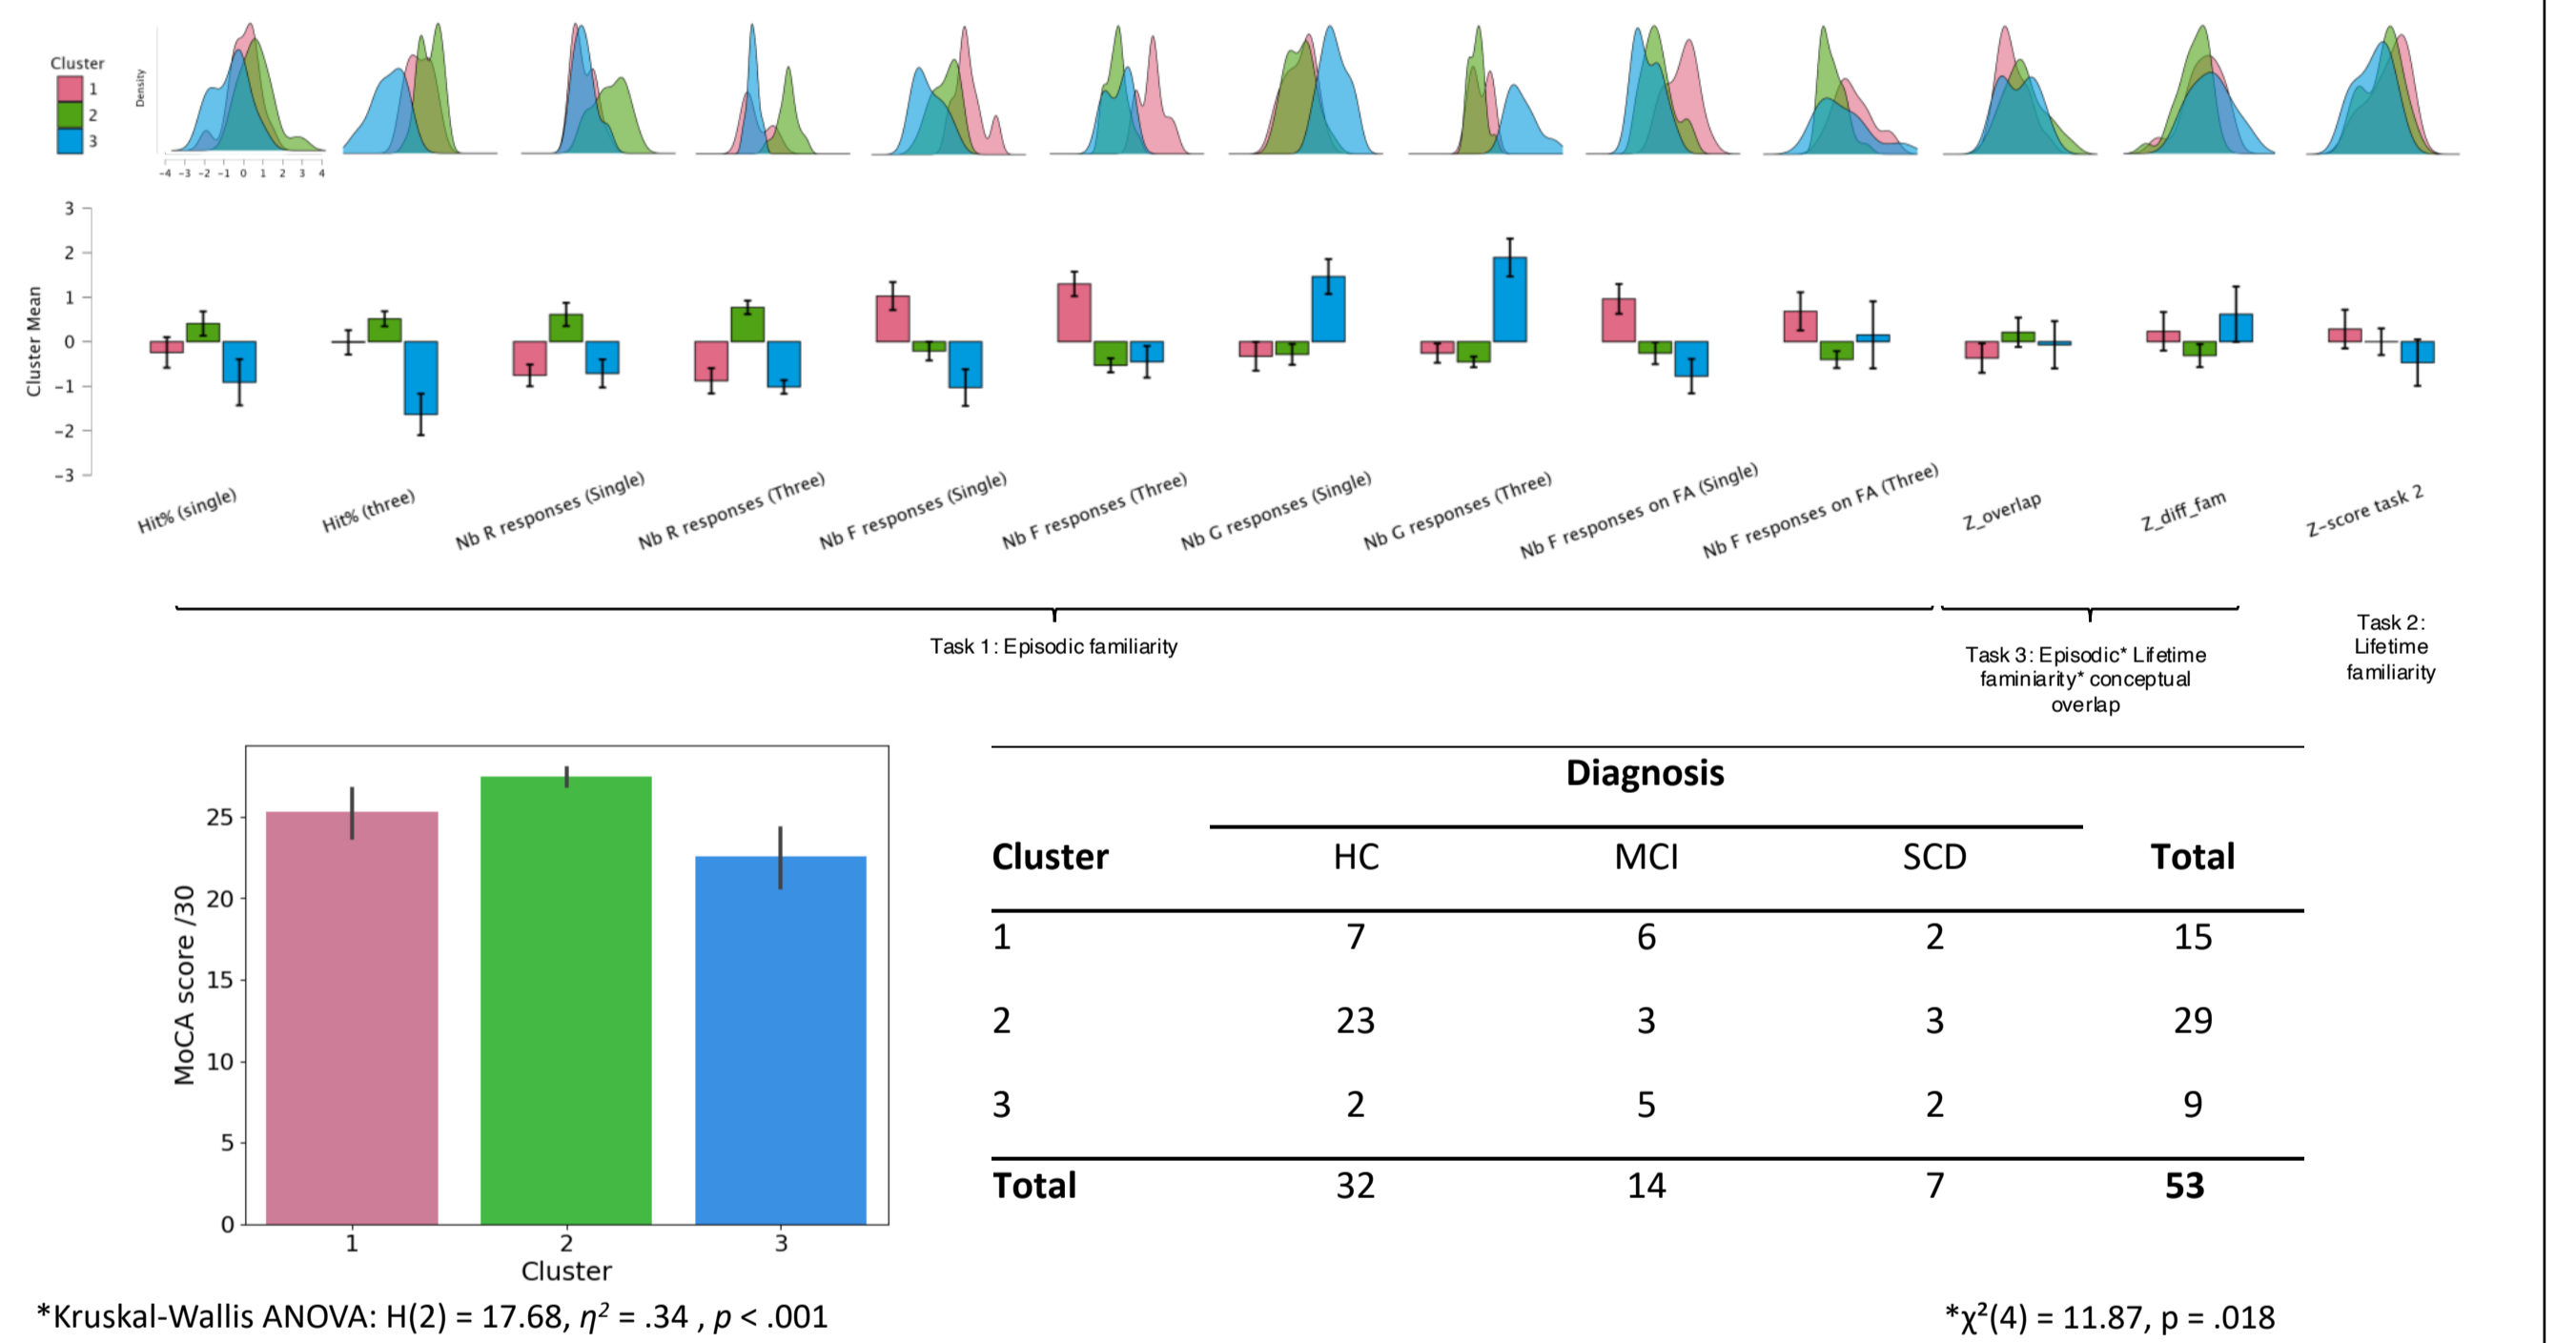 Cluster
1
2
3
Density
-4 -3 -2 -1 0 1 2 3 4
Cluster Mean
3
2
1
0
-1
-2
-3
Hit% (single)
Hit% (three)
Nb R responses (Single)
Nb R responses (Three)
Nb F responses (Single)
Nb F responses (Three)
Nb G responses (Single)
Nb G responses (Three)
Nb F responses on FA (Single)
Nb F responses on FA (Three)
Z_overlap
Z_diff_fam
Z-score task 2
Task 1: Episodic familiarity
Task 3: Episodic* Lifetime
faminiarity* conceptual
overlap
Task 2:
Lifetime
familiarity
MoCA score /30
25
20
15
10
5
0
1 2 3
Cluster
Diagnosis
Cluster HC MCI SCD Total
1 7 6 2 15
2 23 3 3 29
3 2 5 2 9
Total 32 14 7 53
*Kruskal-Wallis ANOVA: H(2) = 17.68, η² = .34 , p < .001
*χ²(4) = 11.87, p = .018